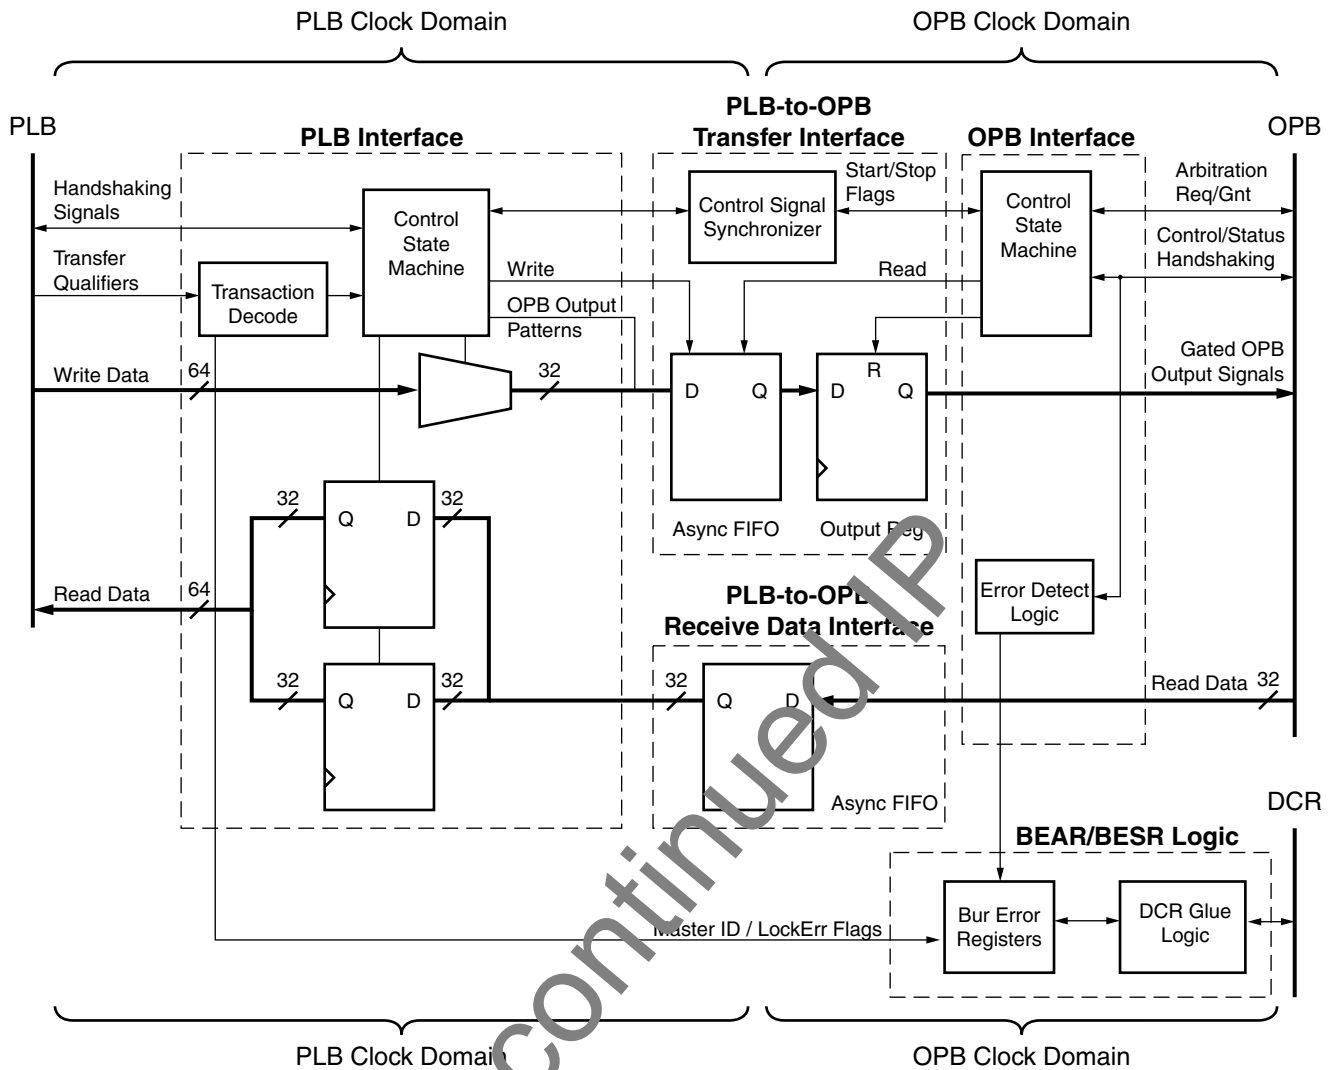 PLB Clock Domain
OPB Clock Domain
PLB
PLB Interface
PLB-to-OPB
Transfer Interface
OPB Interface
OPB
Handshaking
Signals
Transfer
Qualifiers
Transaction
Decode
Control
State
Machine
Write
OPB Output
Patterns
Control Signal
Synchronizer
Start/Stop
Flags
Read
Control
State
Machine
Arbitration
Req/Gnt
Control/Status
Handshaking
Write Data
64
32
D Q
Async FIFO
R
D Q
Output Reg
Gated OPB
Output Signals
32
Q D
32
Read Data
64
32
Q D
32
PLB-to-OPB
Receive Data Interface
32
Q D
Async FIFO
Error Detect
Logic
Read Data
32
DCR
BEAR/BESR Logic
Bur Error
Registers
DCR Glue
Logic
Master ID / LockErr Flags
PLB Clock Domain
OPB Clock Domain
continued IP